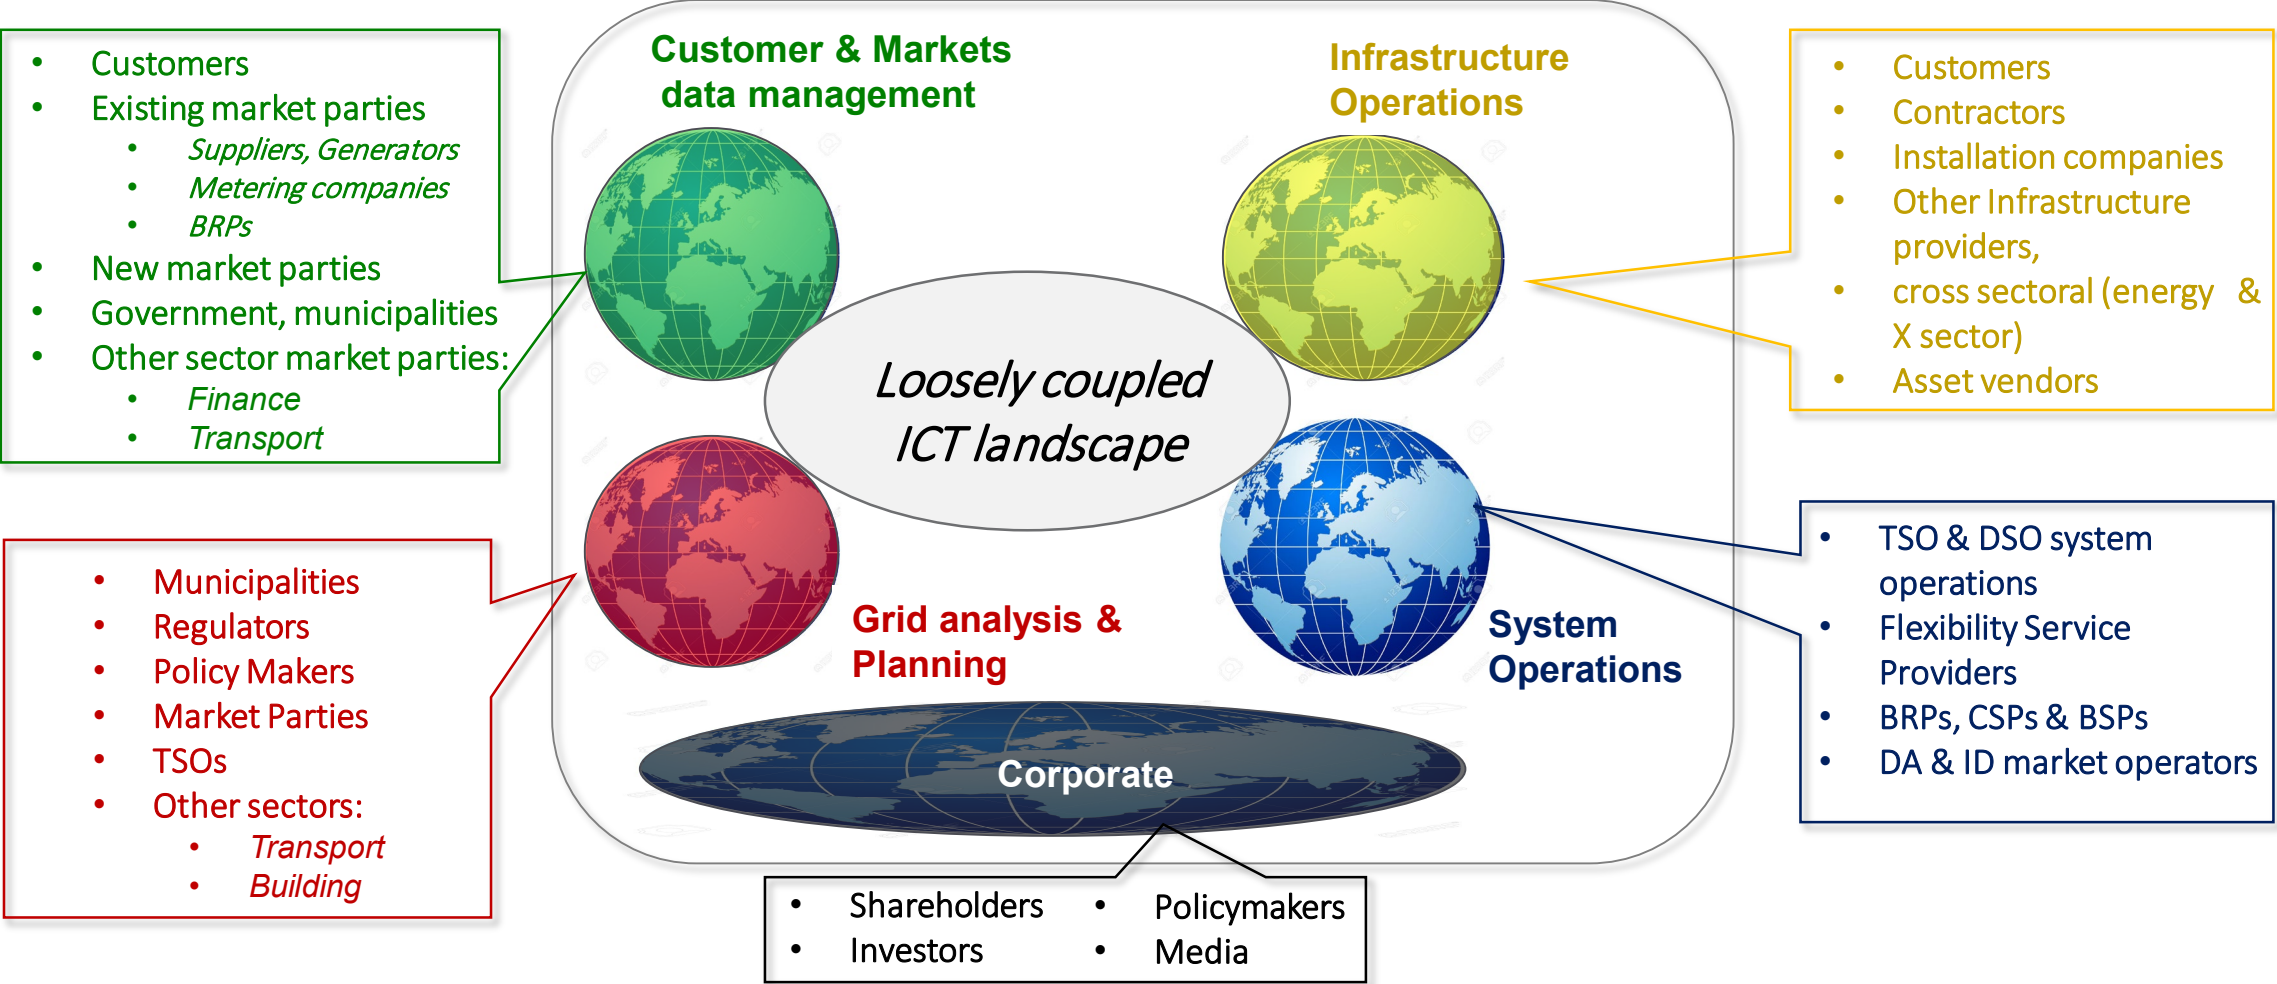 Customer & Markets
data management
Infrastructure
Operations
• Customers
• Existing market parties
• Suppliers, Generators
• Metering companies
• BRPs
• New market parties
• Government, municipalities
• Other sector market parties:
• Finance
• Transport
• Customers
• Contractors
• Installation companies
• Other Infrastructure
providers,
• cross sectoral (energy &
X sector)
• Asset vendors
Loosely coupled
ICT landscape
• Municipalities
• Regulators
• Policy Makers
• Market Parties
• TSOs
• Other sectors:
• Transport
• Building
Grid analysis &
Planning
System
Operations
• TSO & DSO system
operations
• Flexibility Service
Providers
• BRPs, CSPs & BSPs
• DA & ID market operators
Corporate
• Shareholders
• Investors
• Policymakers
• Media